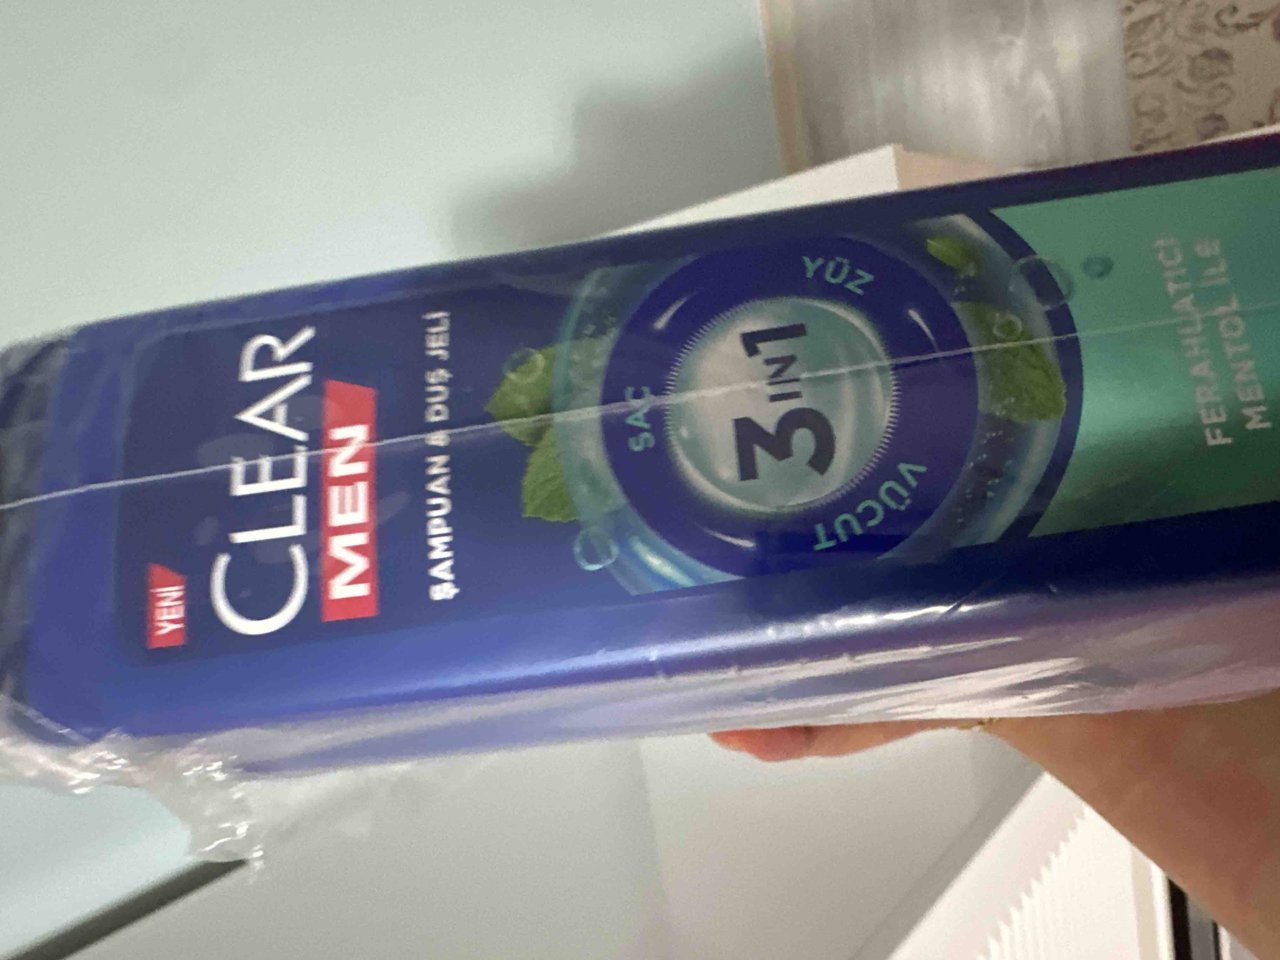 YENİ
CLEAR
MEN
ŞAMPUAN & DUŞ JELİ
SAÇ
YÜZ
VÜCUT
3 IN 1
FERAHLATICI
MENTOL İLE